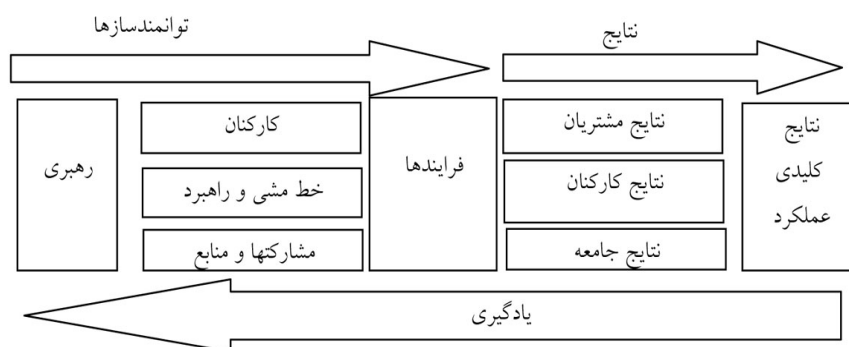 توانمندسازها
نتایج
رهبری
کارکنان
خط مشی و راهبرد
مشارکتها و منابع
فرایندها
نتایج مشتریان
نتایج کارکنان
نتایج جامعه
نتایج
کلیدی
عملکرد
یادگیری